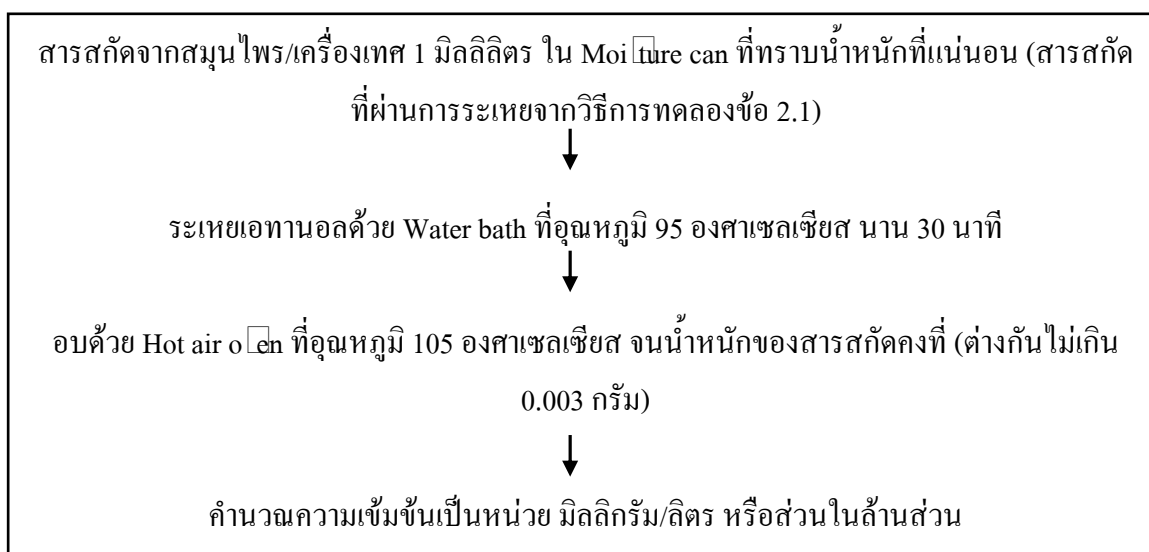 สารสกัดจากสมุนไพร/เครื่องเทศ 1 มิลลิลิตร ใน can ที่ทราบน้ำหนักที่แน่นอน (สารสกัด
ที่ผ่านการระเหยจากวิธีการทดลองข้อ 2.1)
ระเหยเอทานอลด้วย Water bath ที่อุณหภูมิ 95 องศาเซลเซียส นาน 30 นาที
อบด้วย Hot air ที่อุณหภูมิ 105 องศาเซลเซียส จนน้ำหนักของสารสกัดคงที่ (ต่างกันไม่เกิน
0.003 กรัม)
คำนวณความเข้มข้นเป็นหน่วย มิลลิกรัม/ลิตร หรือส่วนในล้านส่วน